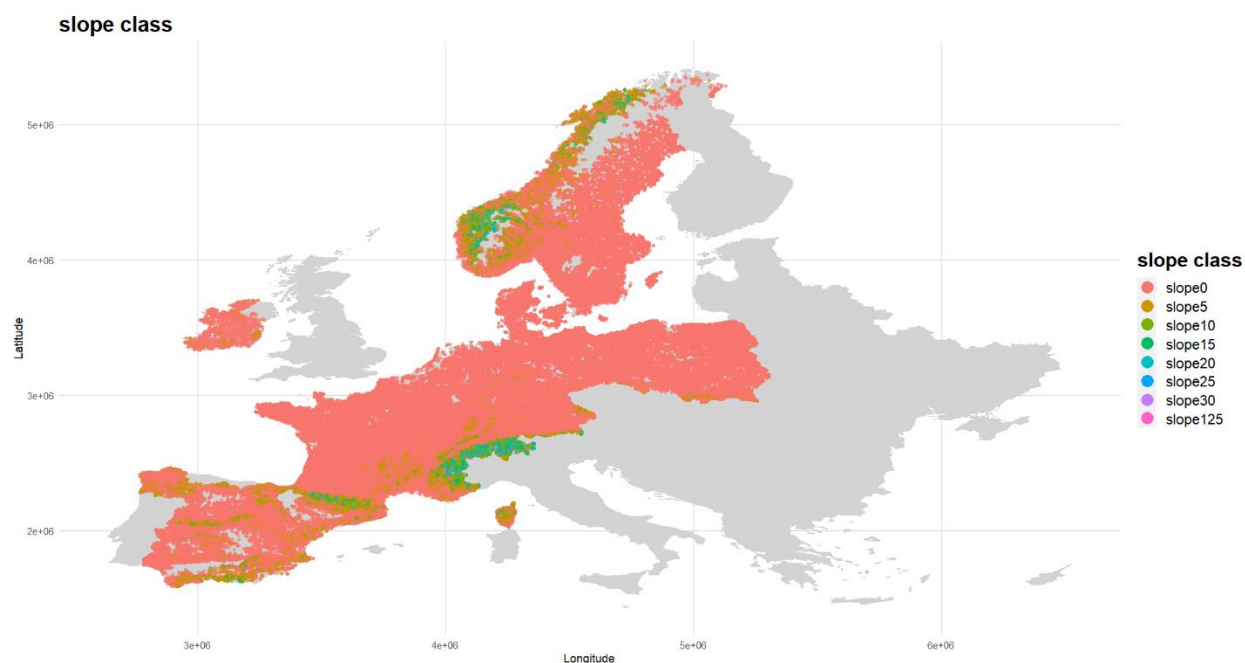 slope class
5e+06
4e+06
3e+06
2e+06
Latitude
3e+06
4e+06
5e+06
6e+06
Longitude
slope class
slope0
slope5
slope10
slope15
slope20
slope25
slope30
slope125